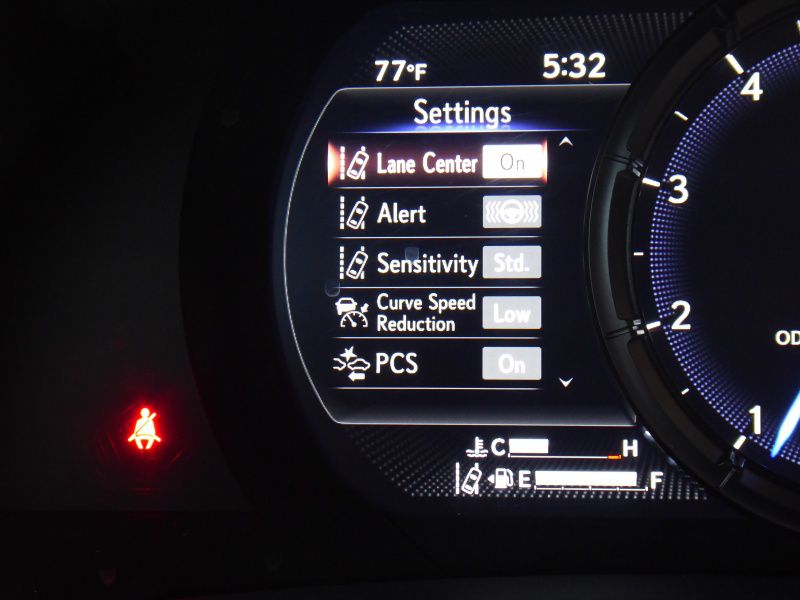 77°F 5:32
Settings
Lane Center On
Alert
Sensitivity Std.
Curve Speed
Reduction Low
PCS On
C H
E F
4
3
2
1
OD